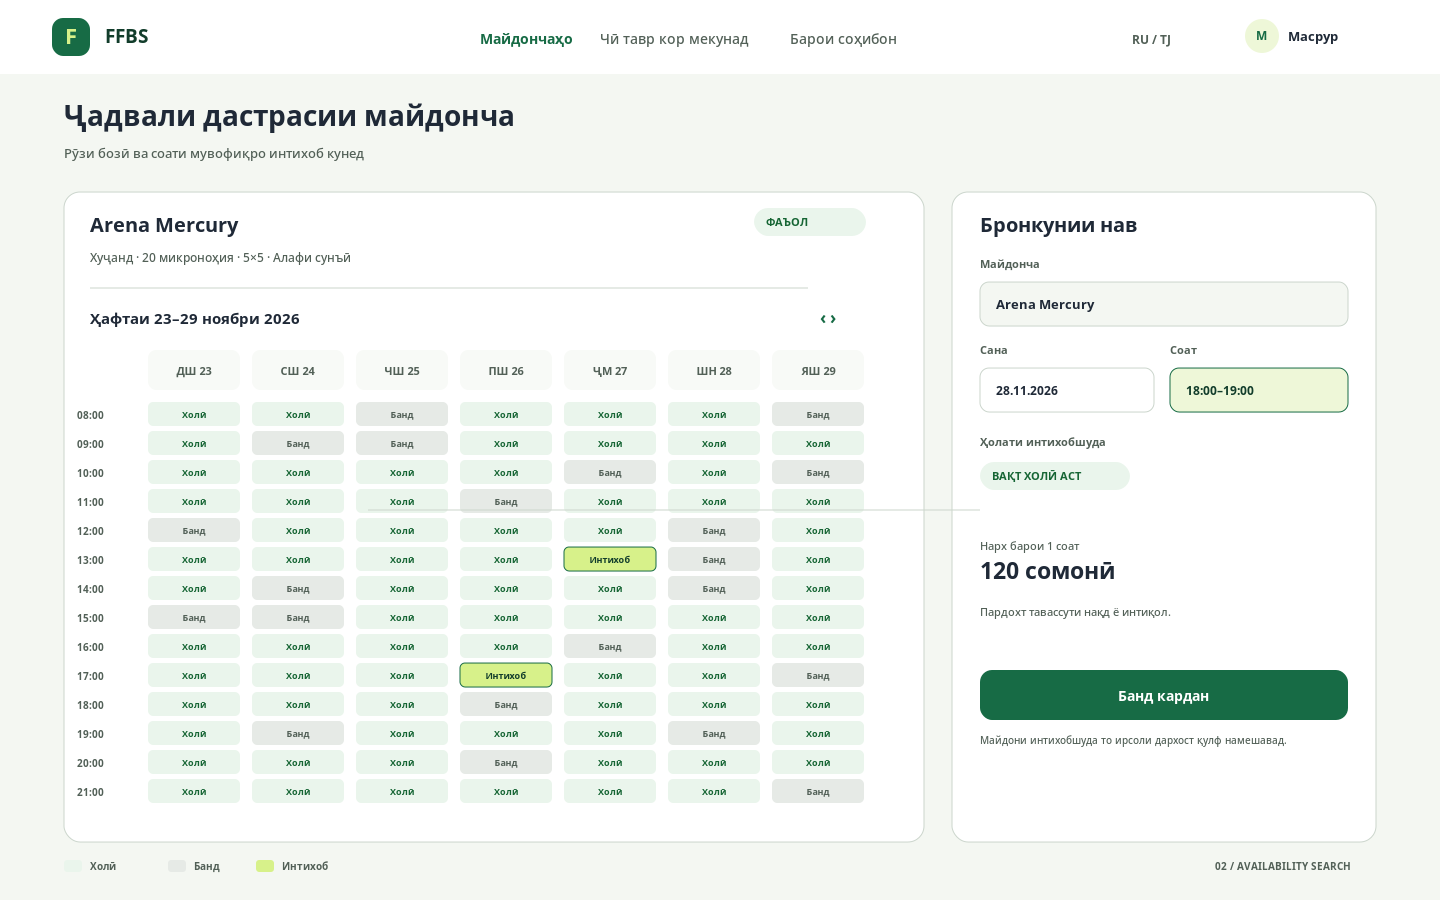 F FFBS Майдончаҳо Чӣ тавр кор мекунад Барои соҳибон RU / TJ М Масрур
Ҷадвали дастрасии майдонча
Рӯзи бозӣ ва соати мувофиқро интихоб кунед
Arena Mercury ФАЪОЛ
Хуҷанд · 20 микроноҳия · 5×5 · Алафи сунъӣ
Ҳафтаи 23–29 ноябри 2026 ‹ ›
ДШ 23 СШ 24 ЧШ 25 ПШ 26 ҶМ 27 ШН 28 ЯШ 29
08:00 Холӣ Холӣ Банд Холӣ Холӣ Холӣ Банд
09:00 Холӣ Банд Банд Холӣ Холӣ Холӣ Холӣ
10:00 Холӣ Холӣ Холӣ Холӣ Банд Холӣ Банд
11:00 Холӣ Холӣ Холӣ Банд Холӣ Холӣ Холӣ
12:00 Банд Холӣ Холӣ Холӣ Холӣ Банд Холӣ
13:00 Холӣ Холӣ Холӣ Холӣ Интихоб Банд Холӣ
14:00 Холӣ Банд Холӣ Холӣ Холӣ Банд Холӣ
15:00 Банд Банд Холӣ Холӣ Холӣ Холӣ Холӣ
16:00 Холӣ Холӣ Холӣ Холӣ Банд Холӣ Холӣ
17:00 Холӣ Холӣ Холӣ Интихоб Холӣ Холӣ Банд
18:00 Холӣ Холӣ Холӣ Банд Холӣ Холӣ Холӣ
19:00 Холӣ Банд Холӣ Холӣ Холӣ Банд Холӣ
20:00 Холӣ Холӣ Холӣ Банд Холӣ Холӣ Холӣ
21:00 Холӣ Холӣ Холӣ Холӣ Холӣ Холӣ Банд
Холӣ Банд Интихоб
Бронкунии нав
Майдонча
Arena Mercury
Сана Соат
28.11.2026 18:00–19:00
Ҳолати интихобшуда
ВАҚТ ХОЛӢ АСТ
Нарх барои 1 соат
120 сомонӣ
Пардохт тавассути нақд ё интиқол.
Банд кардан
Майдони интихобшуда то ирсоли дархост қулф намешавад.
02 / AVAILABILITY SEARCH